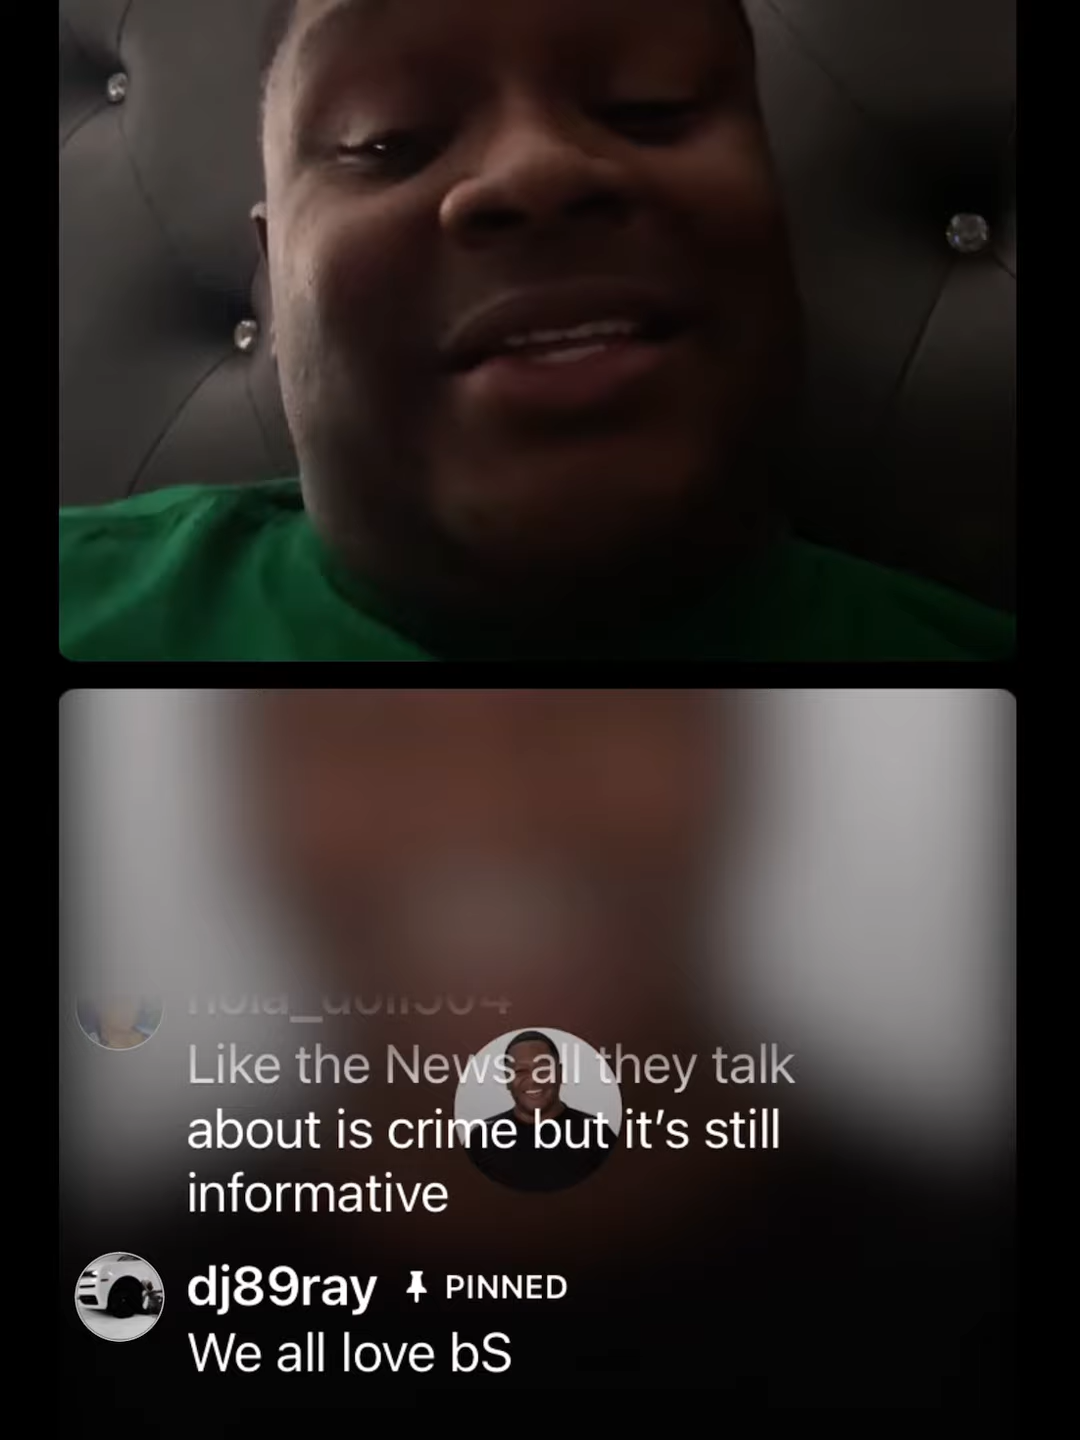 nola_doll504
Like the News all they talk
about is crime but it’s still
informative
dj89ray PINNED
We all love bS